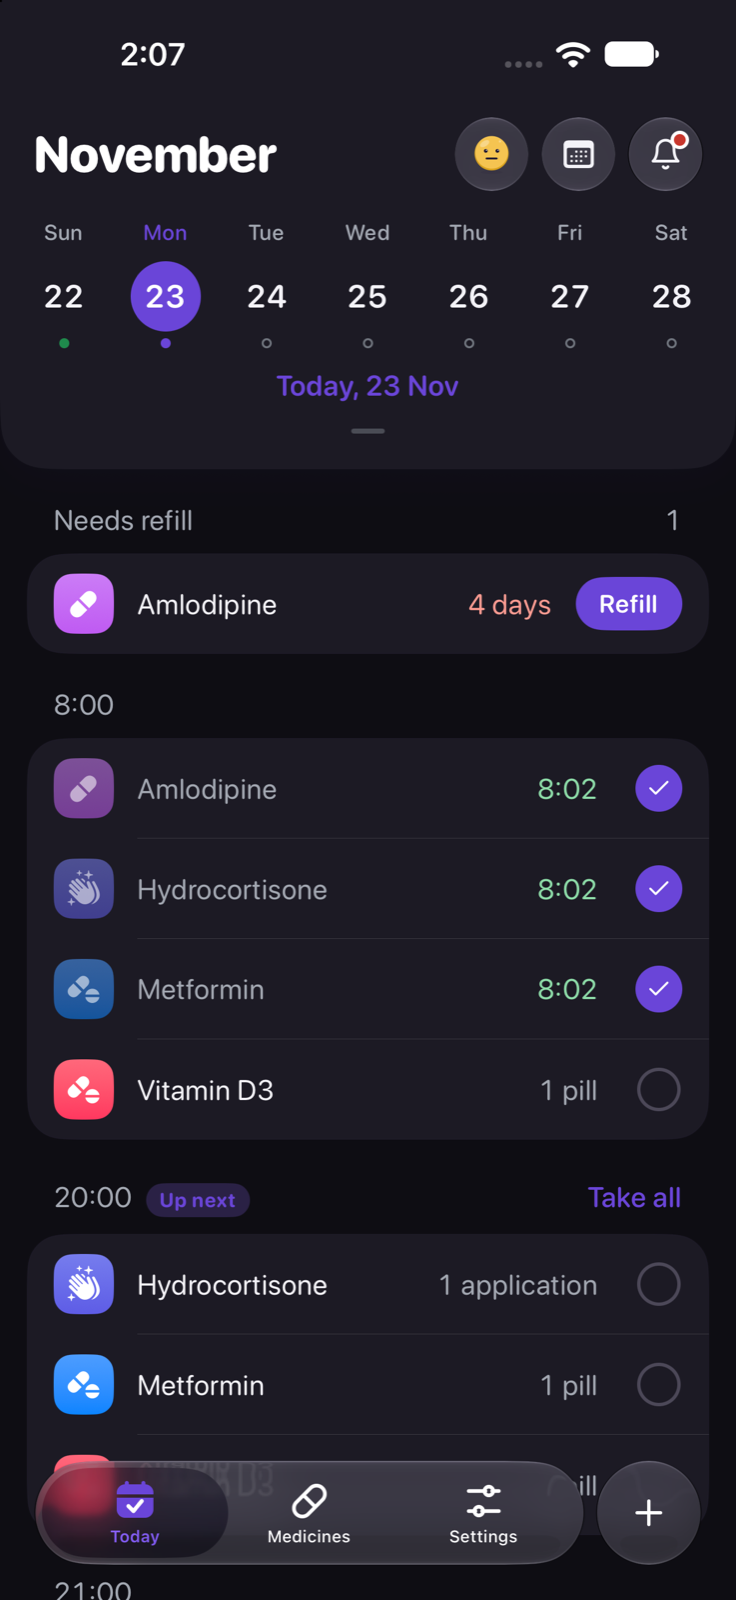 2:07
November
Sun Mon Tue Wed Thu Fri Sat
22 23 24 25 26 27 28
Today, 23 Nov
Needs refill 1
Amlodipine 4 days Refill
8:00
Amlodipine 8:02
Hydrocortisone 8:02
Metformin 8:02
Vitamin D3 1 pill
20:00 Up next Take all
Hydrocortisone 1 application
Metformin 1 pill
D3
Today Medicines Settings
21:00